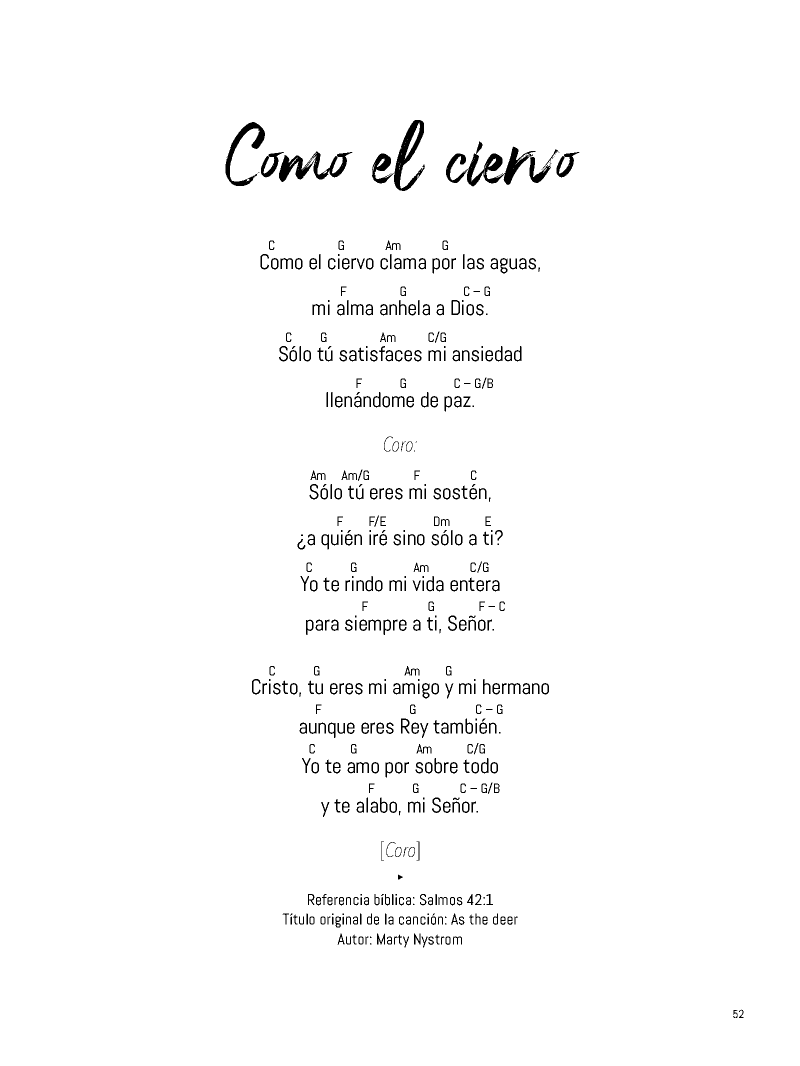 Como el ciervo
C G Am G
Como el ciervo clama por las aguas,
F G C – G
mi alma anhela a Dios.
C G Am C/G
Sólo tú satisfaces mi ansiedad
F G C – G/B
llenándome de paz.
Coro:
Am Am/G F C
Sólo tú eres mi sostén,
F F/E Dm E
¿a quién iré sino sólo a ti?
C G Am C/G
Yo te rindo mi vida entera
F G F – C
para siempre a ti, Señor.
C G Am G
Cristo, tu eres mi amigo y mi hermano
F G C – G
aunque eres Rey también.
C G Am C/G
Yo te amo por sobre todo
F G C – G/B
y te alabo, mi Señor.
[Coro]
Referencia bíblica: Salmos 42:1
Título original de la canción: As the deer
Autor: Marty Nystrom
52